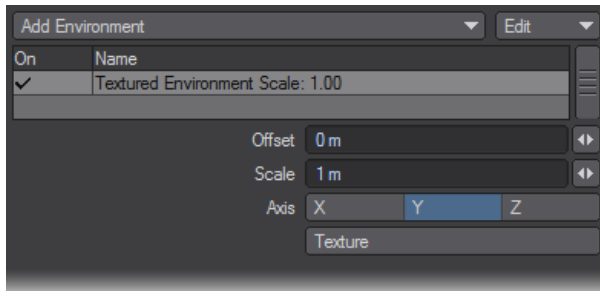 Add Environment Edit
On Name
Textured Environment Scale: 1.00
Offset 0 m
Scale 1 m
Axis X Y Z
Texture